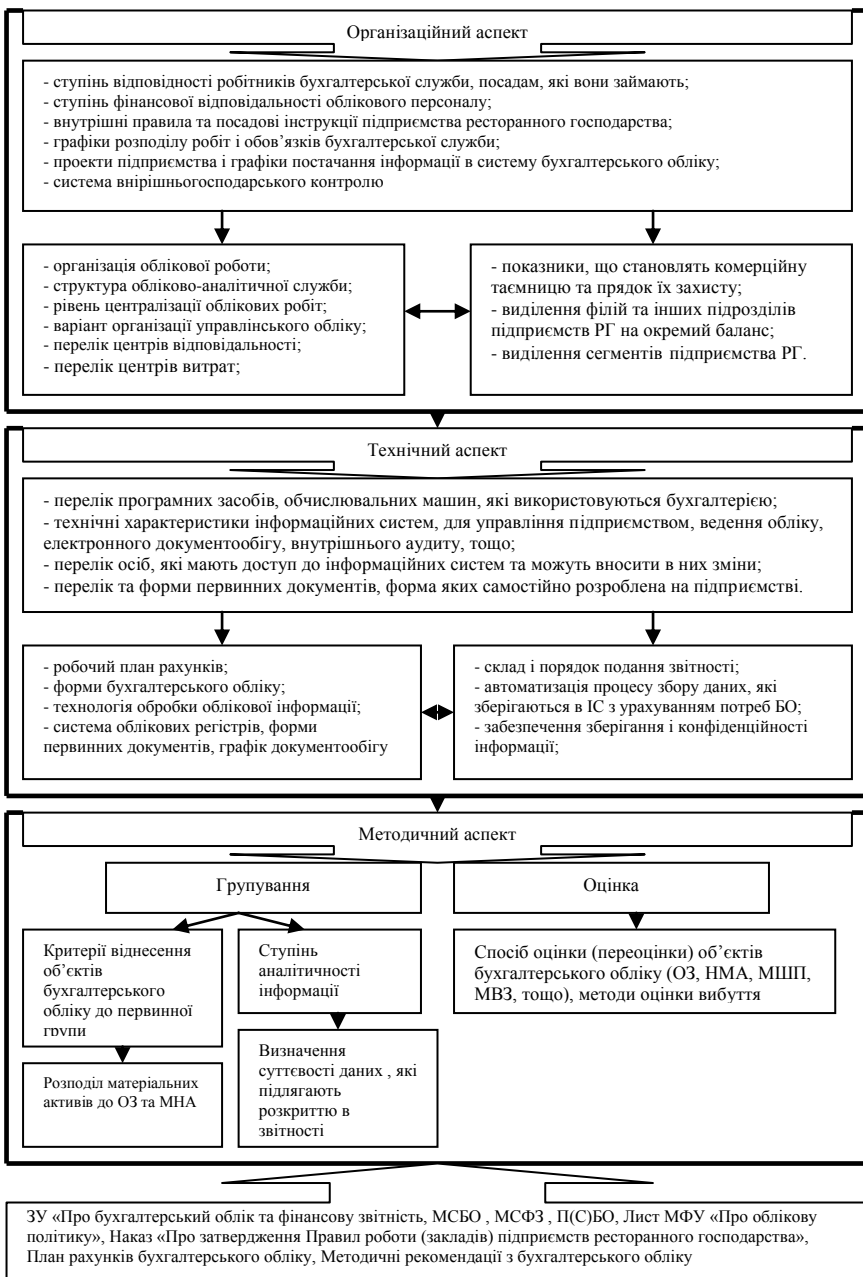 Організаційний аспект
- ступінь відповідності робітників бухгалтерської служби, посадам, які вони займають;
- ступінь фінансової відповідальності облікового персоналу;
- внутрішні правила та посадові інструкції підприємства ресторанного господарства;
- графіки розподілу робіт і обов’язків бухгалтерської служби;
- проекти підприємства і графіки постачання інформації в систему бухгалтерського обліку;
- система внірішньогосподарського контролю
- організація облікової роботи;
- структура обліково-аналітичної служби;
- рівень централізації облікових робіт;
- варіант організації управлінського обліку;
- перелік центрів відповідальності;
- перелік центрів витрат;
- показники, що становлять комерційну
таємницю та прядок їх захисту;
- виділення філій та інших підрозділів
підприємств РГ на окремий баланс;
- виділення сегментів підприємства РГ.
Технічний аспект
- перелік програмних засобів, обчислювальних машин, які використовуються бухгалтерією;
- технічні характеристики інформаційних систем, для управління підприємством, ведення обліку,
електронного документообігу, внутрішнього аудиту, тощо;
- перелік осіб, які мають доступ до інформаційних систем та можуть вносити в них зміни;
- перелік та форми первинних документів, форма яких самостійно розроблена на підприємстві.
- робочий план рахунків;
- форми бухгалтерського обліку;
- технологія обробки облікової інформації;
- система облікових регістрів, форми
первинних документів, графік документообігу
- склад і порядок подання звітності;
- автоматизація процесу збору даних, які
зберігаються в ІС з урахуванням потреб БО;
- забезпечення зберігання і конфіденційності
інформації;
Методичний аспект
Групування
Оцінка
Критерії віднесення
об’єктів
бухгалтерського
обліку до первинної
групи
Ступінь
аналітичності
інформації
Спосіб оцінки (переоцінки) об’єктів
бухгалтерського обліку (ОЗ, НМА, МШП,
МВЗ, тощо), методи оцінки вибуття
Розподіл матеріальних
активів до ОЗ та МНА
Визначення
суттєвості даних , які
підлягають
розкриттю в
звітності
ЗУ «Про бухгалтерський облік та фінансову звітність, МСБО , МСФЗ , П(С)БО, Лист МФУ «Про облікову
політику», Наказ «Про затвердження Правил роботи (закладів) підприємств ресторанного господарства»,
План рахунків бухгалтерського обліку, Методичні рекомендації з бухгалтерського обліку